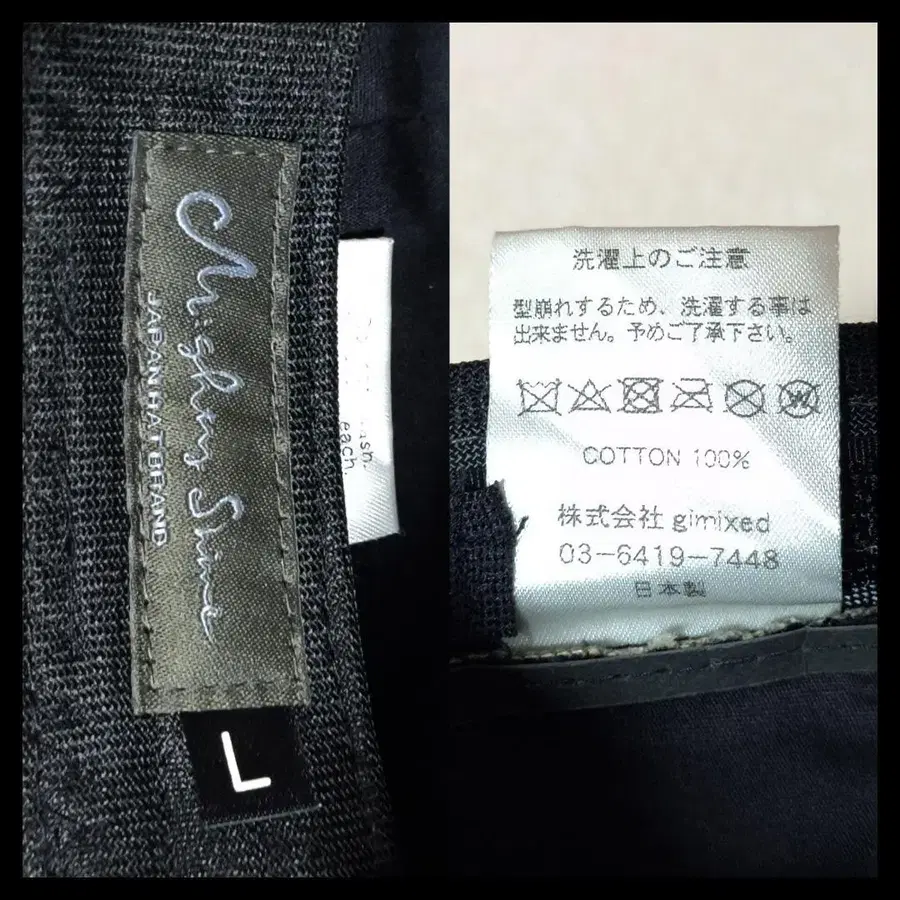 Mighty Shine
JAPAN HAT BRAND
L
each.
洗濯上のご注意
型崩れするため、洗濯する事は
出来ません。予めご了承下さい。
COTTON 100%
株式会社 gimixed
03-6419-7448
日本製